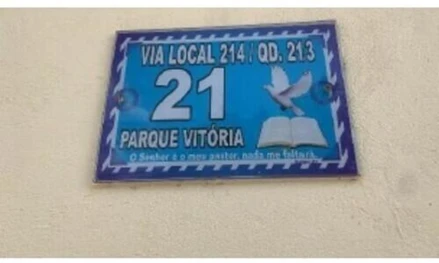 VIA LOCAL 214 / QD. 213
21
PARQUE VITÓRIA
O Senhor é o meu pastor, nada me faltará.